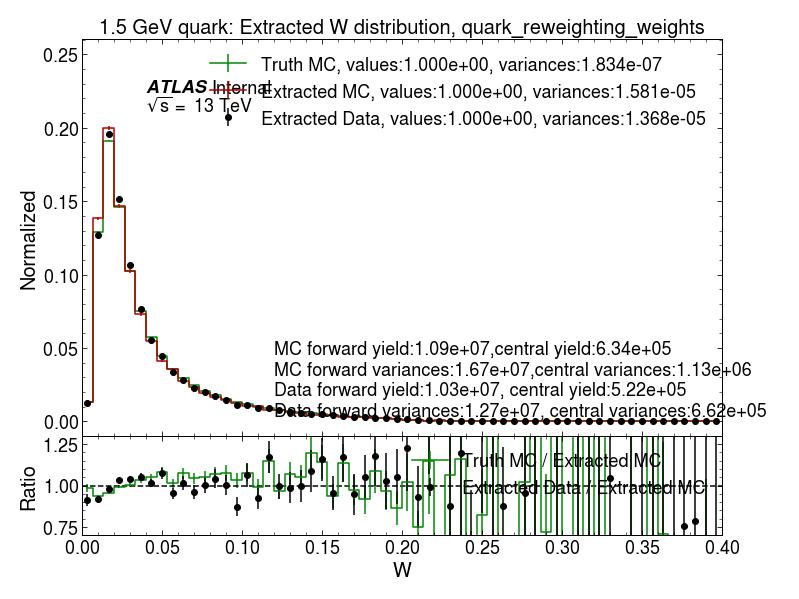 1.5 GeV quark: Extracted W distribution, quark_reweighting_weights
0.25
Truth MC, values:1.000e+00, variances:1.834e-07
ATLAS Internal
Extracted MC, values:1.000e+00, variances:1.581e-05
√s = 13 TeV
Extracted Data, values:1.000e+00, variances:1.368e-05
0.20
0.15
Normalized
0.10
0.05
MC forward yield:1.09e+07,central yield:6.34e+05
MC forward variances:1.67e+07,central variances:1.13e+06
Data forward yield:1.03e+07, central yield:5.22e+05
Data forward variances:1.27e+07, central variances:6.62e+05
0.00
1.25
Truth MC / Extracted MC
Ratio
1.00
Extracted Data / Extracted MC
0.75
0.00 0.05 0.10 0.15 0.20 0.25 0.30 0.35 0.40
W